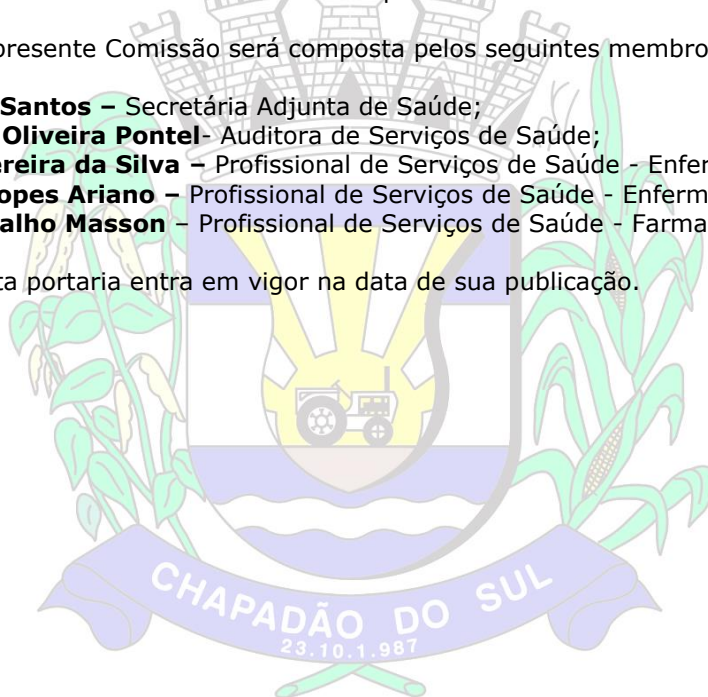 presente Comissão será composta pelos seguintes membro
Santos – Secretária Adjunta de Saúde;
Oliveira Pontel- Auditora de Serviços de Saúde;
reira da Silva – Profissional de Serviços de Saúde - Enfer
opes Ariano – Profissional de Serviços de Saúde - Enferm
alho Masson – Profissional de Serviços de Saúde - Farma
ta portaria entra em vigor na data de sua publicação.
CHAPADÃO DO SUL
23.10.1.987